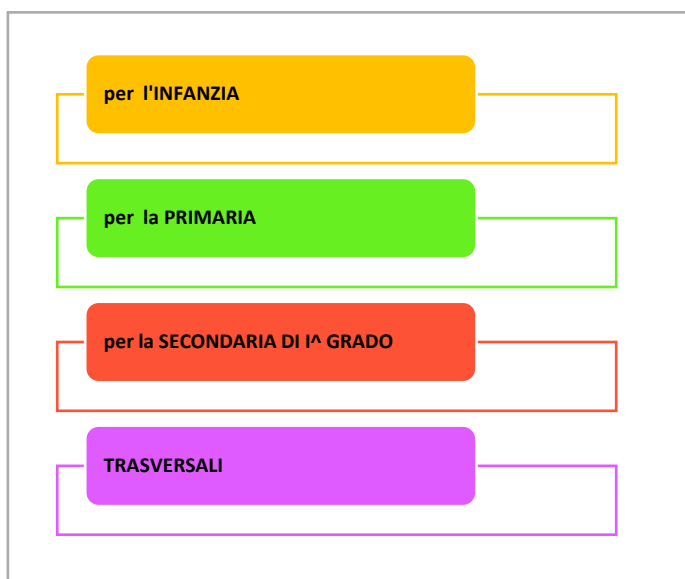 per l'INFANZIA
per la PRIMARIA
per la SECONDARIA DI I^ GRADO
TRASVERSALI